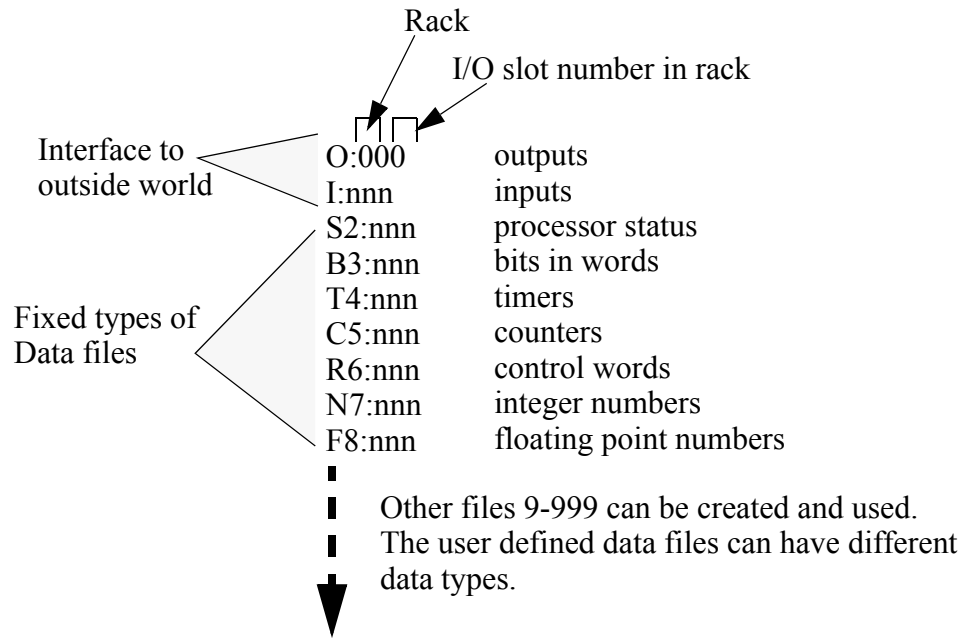 Rack
I/O slot number in rack
Interface to
outside world
O:000 outputs
I:nnn inputs
S2:nnn processor status
B3:nnn bits in words
T4:nnn timers
Fixed types of
Data files
C5:nnn counters
R6:nnn control words
N7:nnn integer numbers
F8:nnn floating point numbers
Other files 9-999 can be created and used.
The user defined data files can have different
data types.